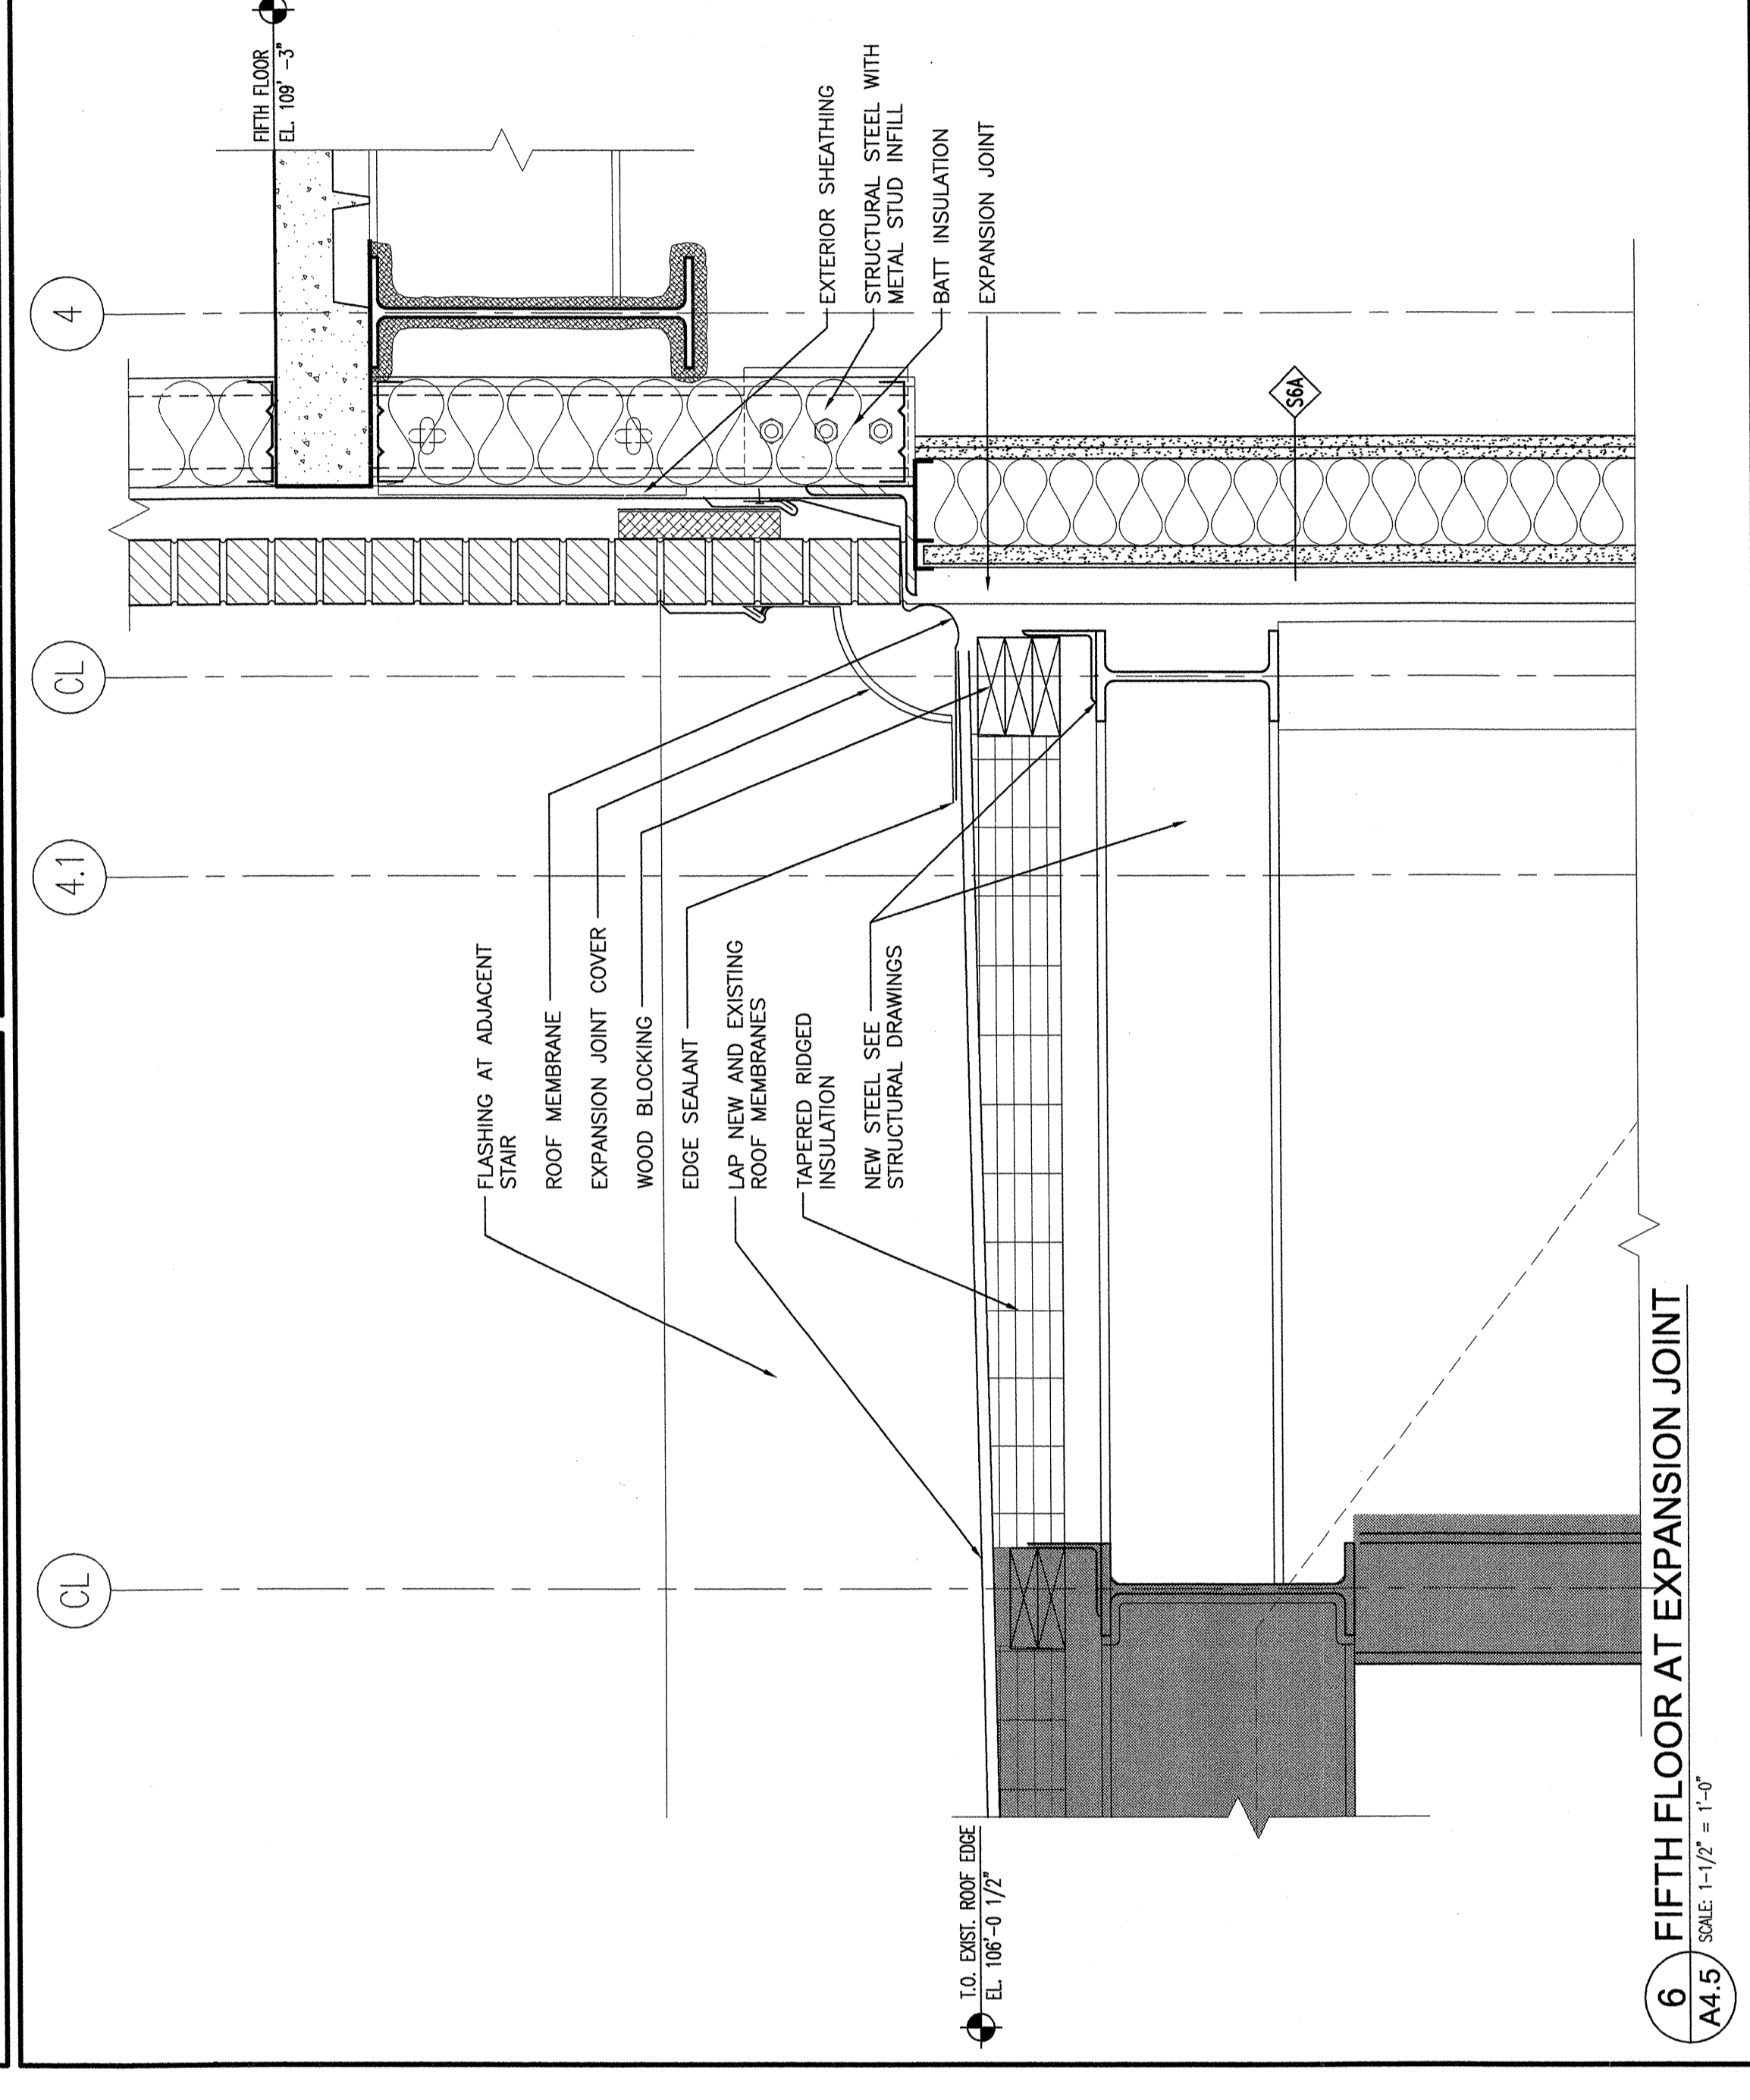 CL
4.1
CL
4
FIFTH FLOOR
EL. 109' -3"
FLASHING AT ADJACENT
STAIR
ROOF MEMBRANE
EXPANSION JOINT COVER
WOOD BLOCKING
EDGE SEALANT
LAP NEW AND EXISTING
ROOF MEMBRANES
TAPERED RIDGED
INSULATION
NEW STEEL SEE
STRUCTURAL DRAWINGS
EXTERIOR SHEATHING
STRUCTURAL STEEL WITH
METAL STUD INFILL
BATT INSULATION
EXPANSION JOINT
T.O. EXIST. ROOF EDGE
EL. 106'-0 1/2"
S6A
6
A4.5
FIFTH FLOOR AT EXPANSION JOINT
SCALE: 1-1/2" = 1'-0"